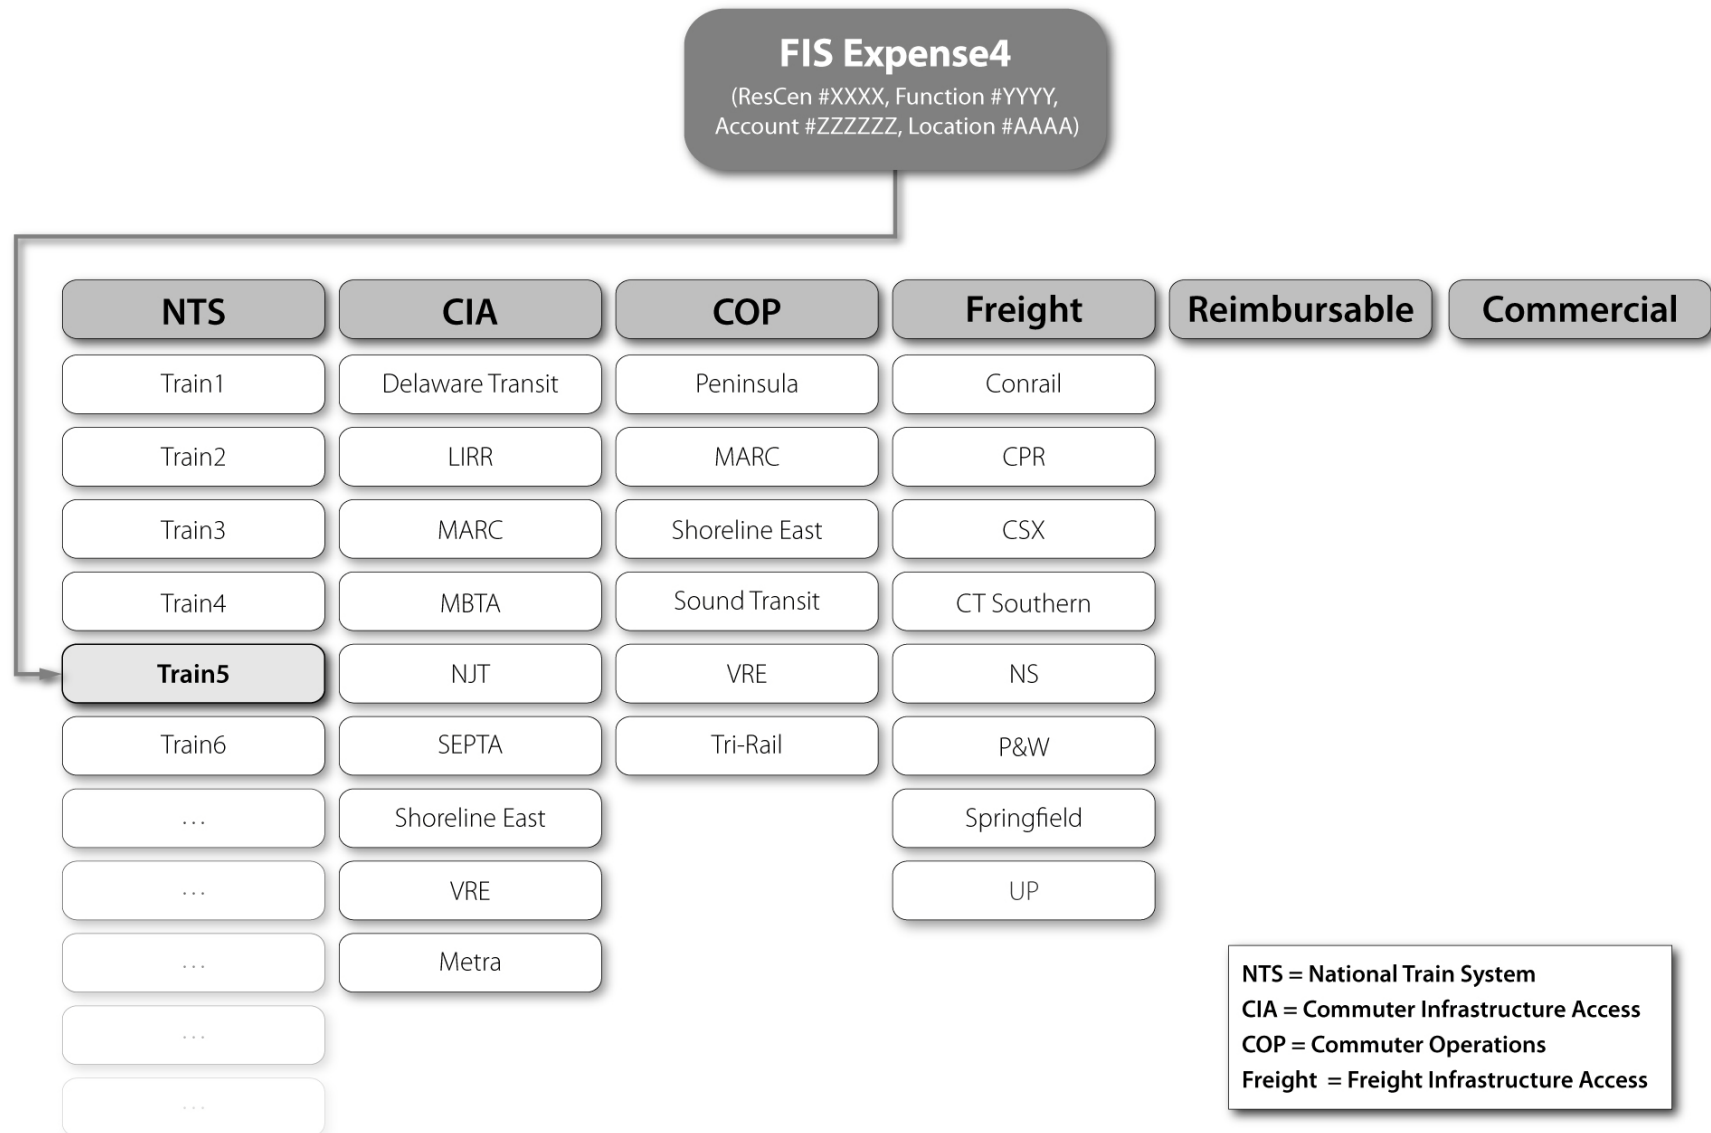 FIS Expense4
(ResCen #XXXX, Function #YYYY,
Account #ZZZZZZ, Location #AAAA)
NTS
CIA
COP
Freight
Reimbursable
Commercial
Train1
Delaware Transit
Peninsula
Conrail
Train2
LIRR
MARC
CPR
Train3
MARC
Shoreline East
CSX
Train4
MBTA
Sound Transit
CT Southern
Train5
NJT
VRE
NS
Train6
SEPTA
Tri-Rail
P&W
...
Shoreline East
Springfield
...
VRE
UP
...
Metra
...
...
NTS = National Train System
CIA = Commuter Infrastructure Access
COP = Commuter Operations
Freight = Freight Infrastructure Access